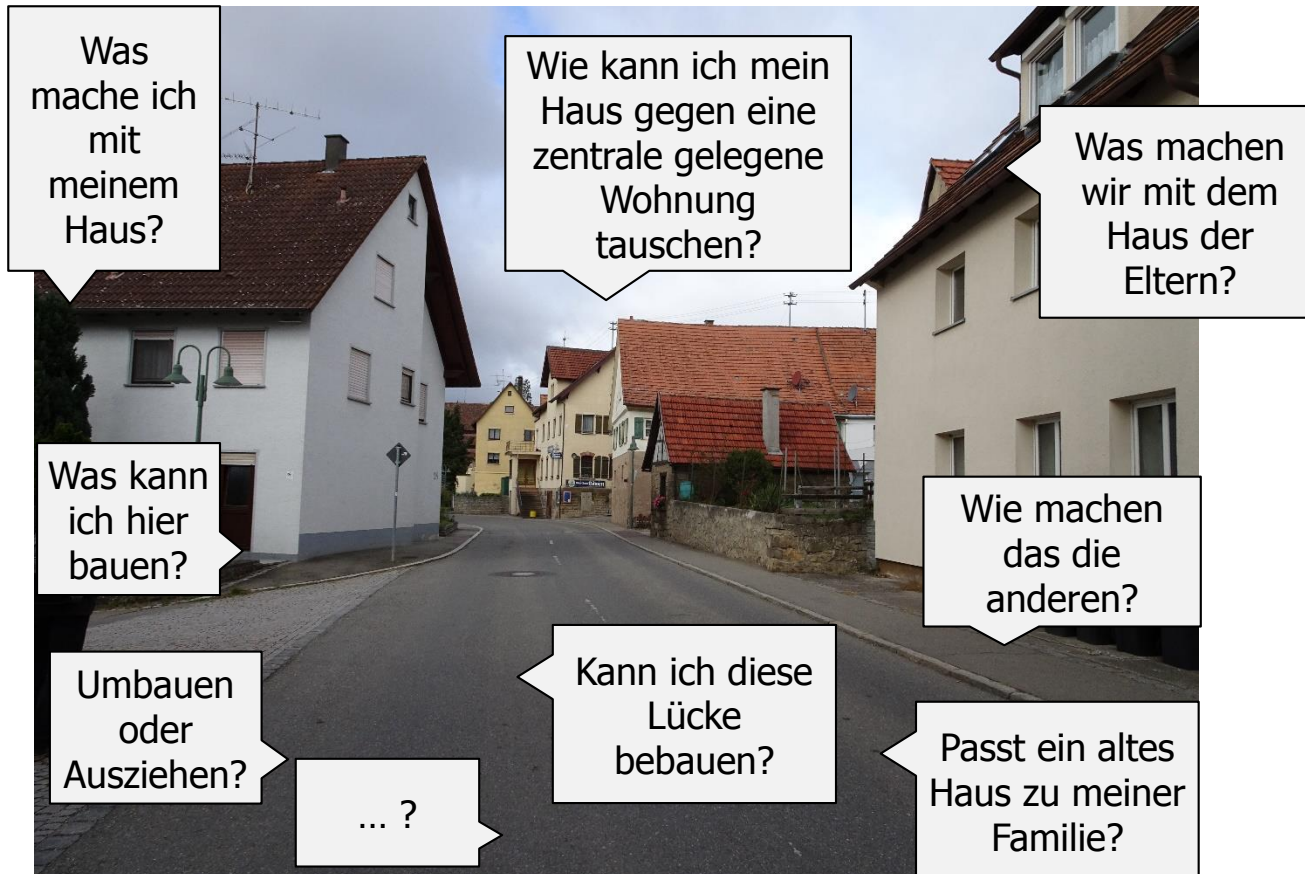 Was
mache ich
mit
meinem
Haus?
Wie kann ich mein
Haus gegen eine
zentrale gelegene
Wohnung
tauschen?
Was machen
wir mit dem
Haus der
Eltern?
Was kann
ich hier
bauen?
Wie machen
das die
anderen?
Umbauen
oder
Ausziehen?
Kann ich diese
Lücke
bebauen?
Passt ein altes
Haus zu meiner
Familie?
... ?